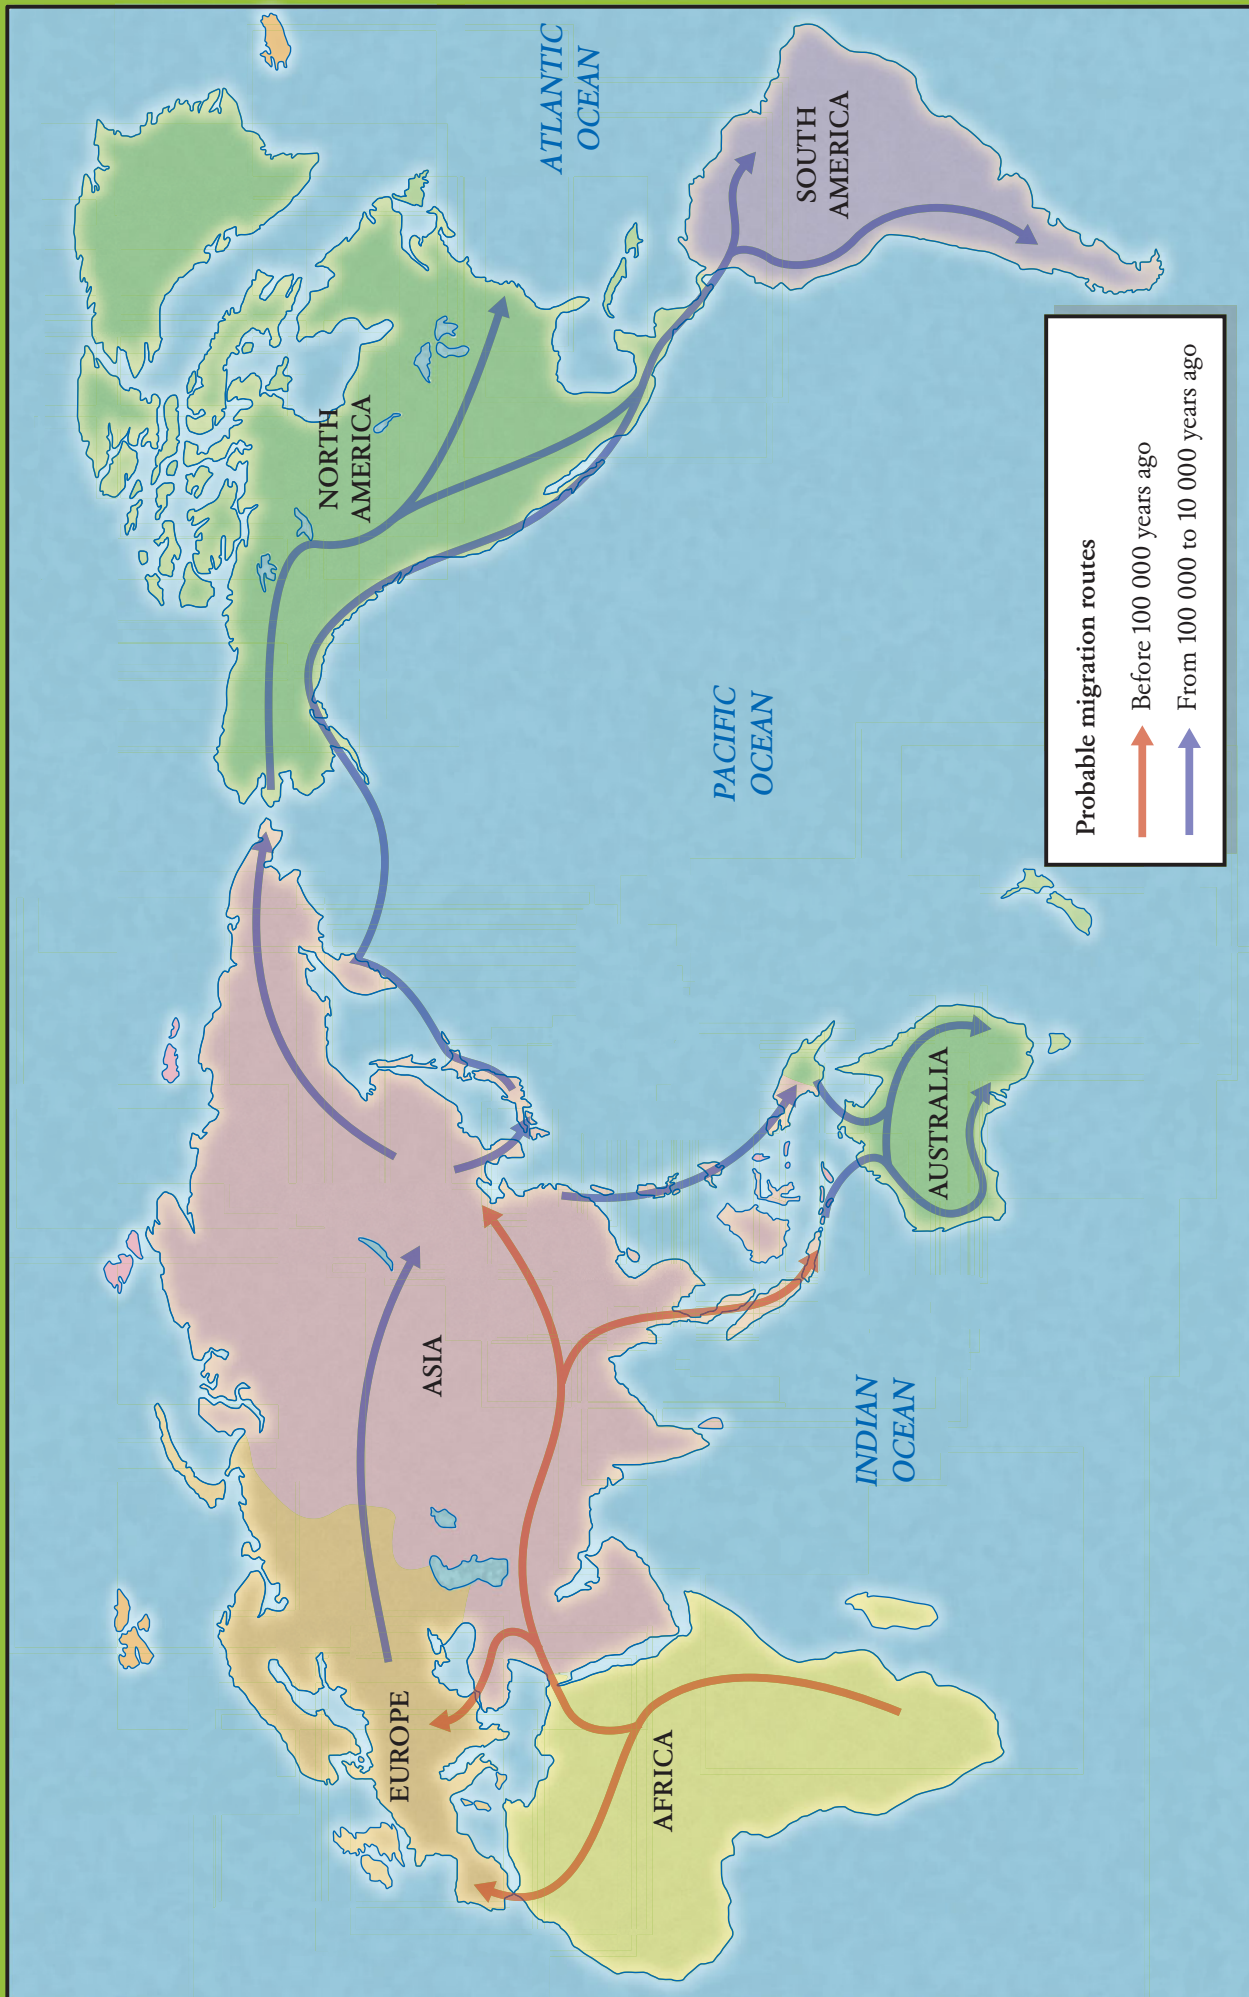 ATLANTIC
OCEAN
NORTH
AMERICA
SOUTH
AMERICA
PACIFIC
OCEAN
EUROPE
ASIA
AFRICA
INDIAN
OCEAN
AUSTRALIA
Probable migration routes
Before 100 000 years ago
From 100 000 to 10 000 years ago